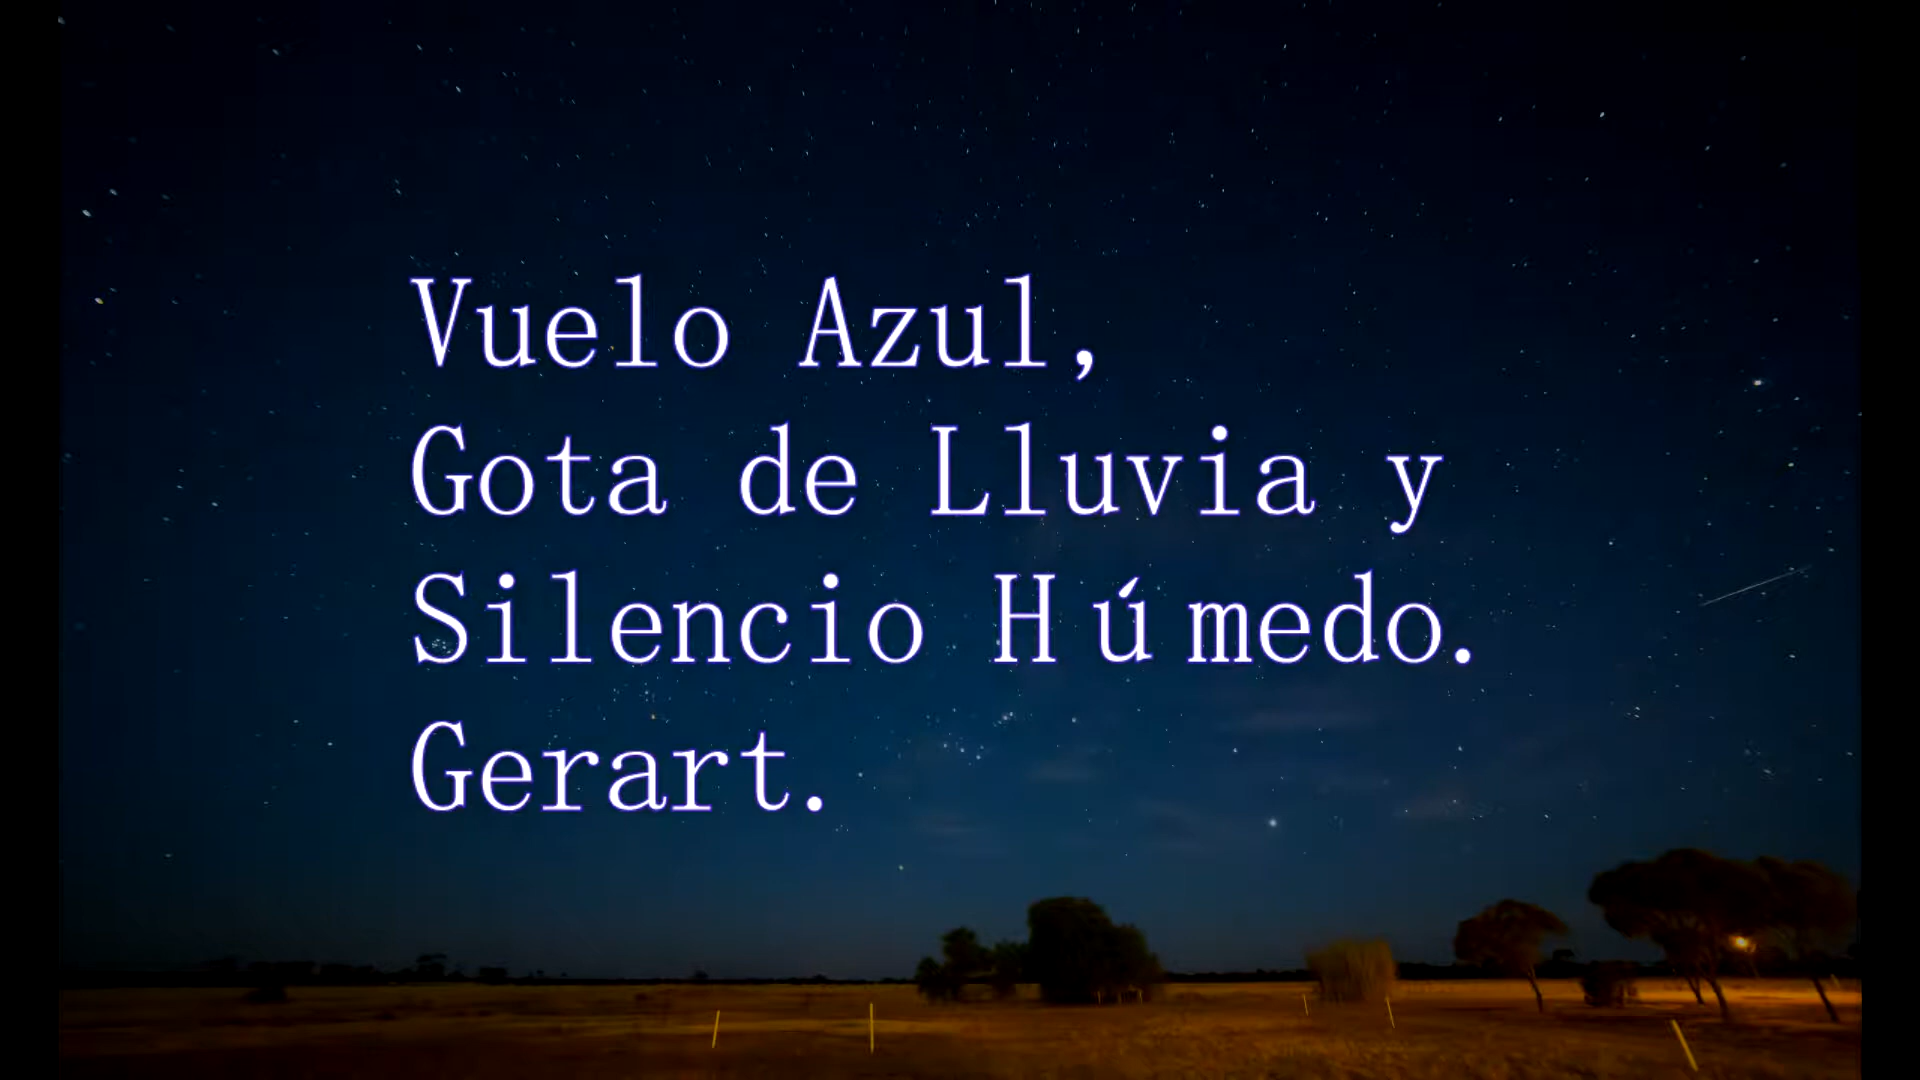 Vuelo Azul,
Gota de Lluvia y
Silencio Húmedo.
Gerart.